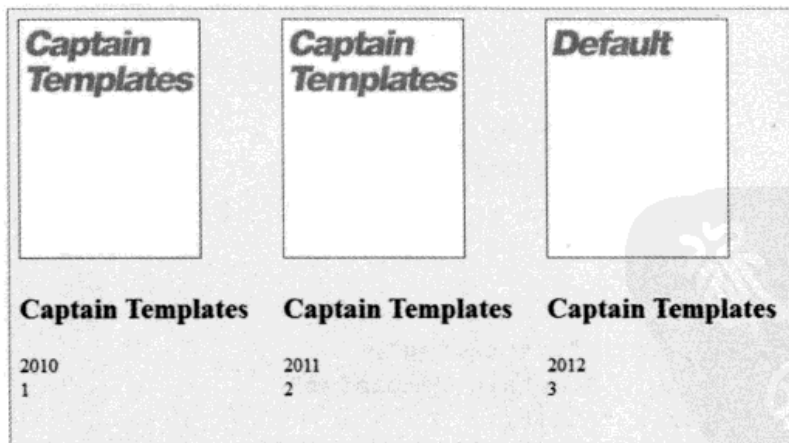 Captain
Templates
Captain
Templates
Default
Captain Templates
2010
1
Captain Templates
2011
2
Captain Templates
2012
3